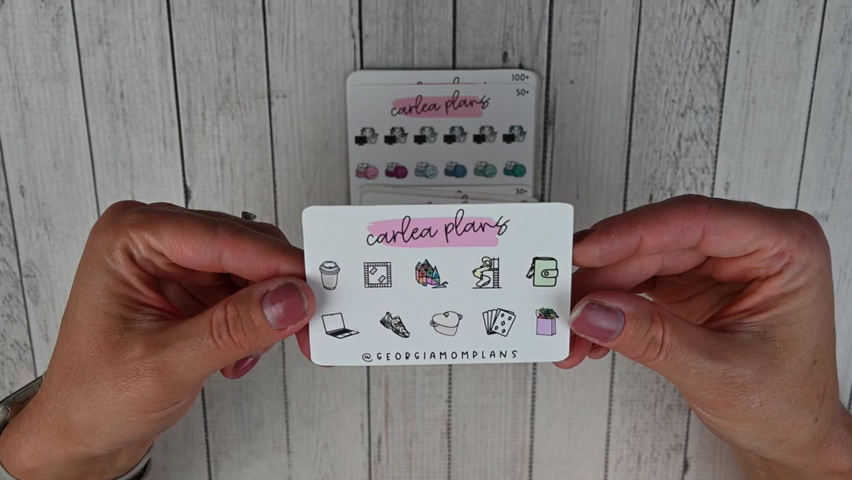 100+
50+
carlea plans
30+
carlea plans
@GEORGIAMOMPLANS